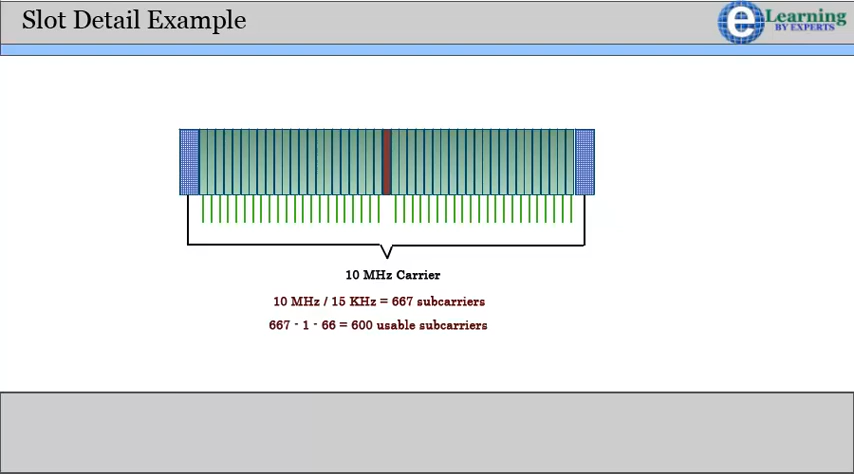 Slot Detail Example
e Learning
BY EXPERTS
10 MHz Carrier
10 MHz / 15 KHz = 667 subcarriers
667 - 1 - 66 = 600 usable subcarriers